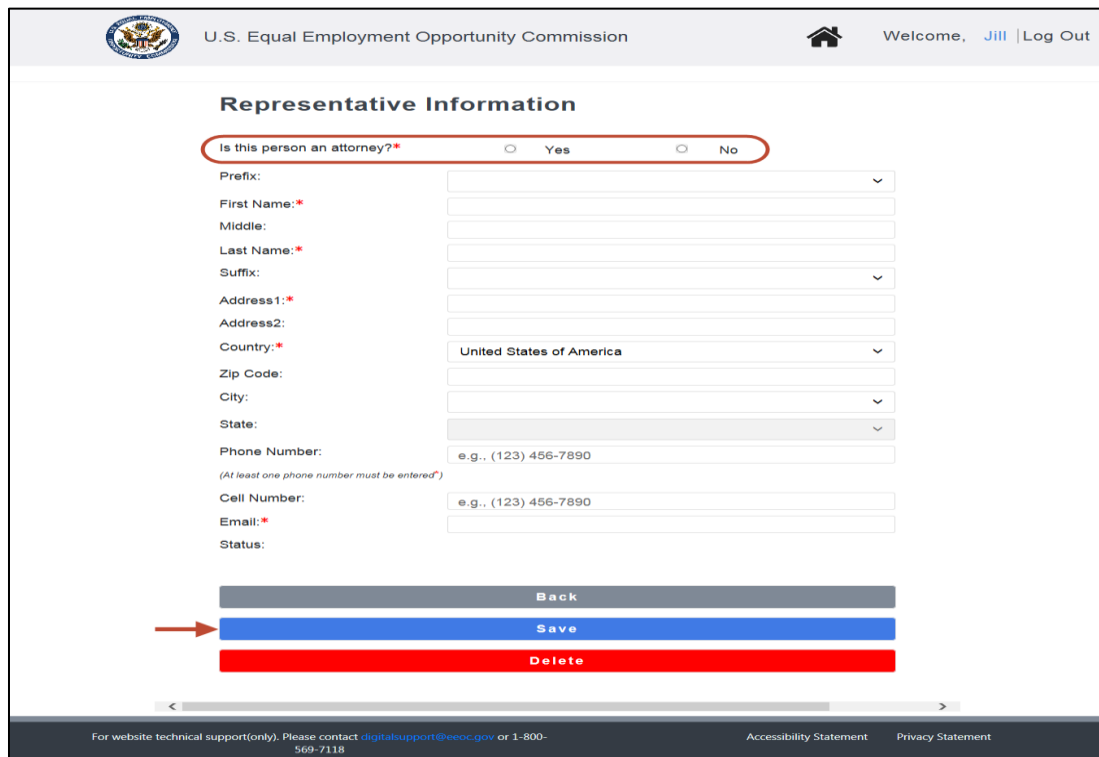 U.S. Equal Employment Opportunity Commission
Welcome, Jill |Log Out
Representative Information
Is this person an attorney?* Yes No
Prefix:
First Name:*
Middle:
Last Name:*
Suffix:
Address1:*
Address2:
Country:* United States of America
Zip Code:
City:
State:
Phone Number: e.g., (123) 456-7890
(At least one phone number must be entered*)
Cell Number: e.g., (123) 456-7890
Email:*
Status:
Back
Save
Delete
For website technical support(only). Please contact digitalsupport@eeoc.gov or 1-800-
569-7118
Accessibility Statement Privacy Statement